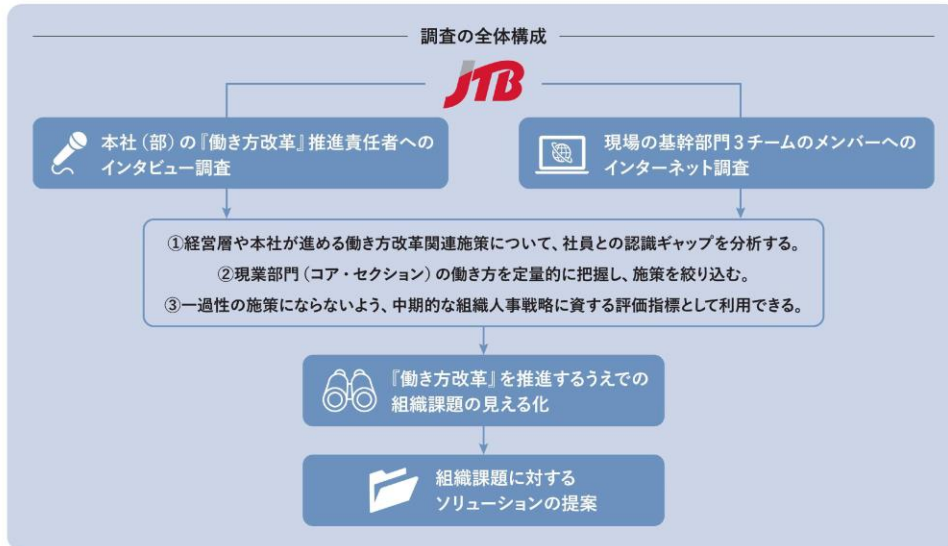 調査の全体構成
JTB
本社（部）の『働き方改革』推進責任者への
インタビュー調査
現場の基幹部門3チームのメンバーへの
インターネット調査
①経営層や本社が進める働き方改革関連施策について、社員との認識ギャップを分析する。
②現業部門（コア・セクション）の働き方を定量的に把握し、施策を絞り込む。
③一過性の施策にならないよう、中期的な組織人事戦略に資する評価指標として利用できる。
『働き方改革』を推進するうえでの
組織課題の見える化
組織課題に対する
ソリューションの提案